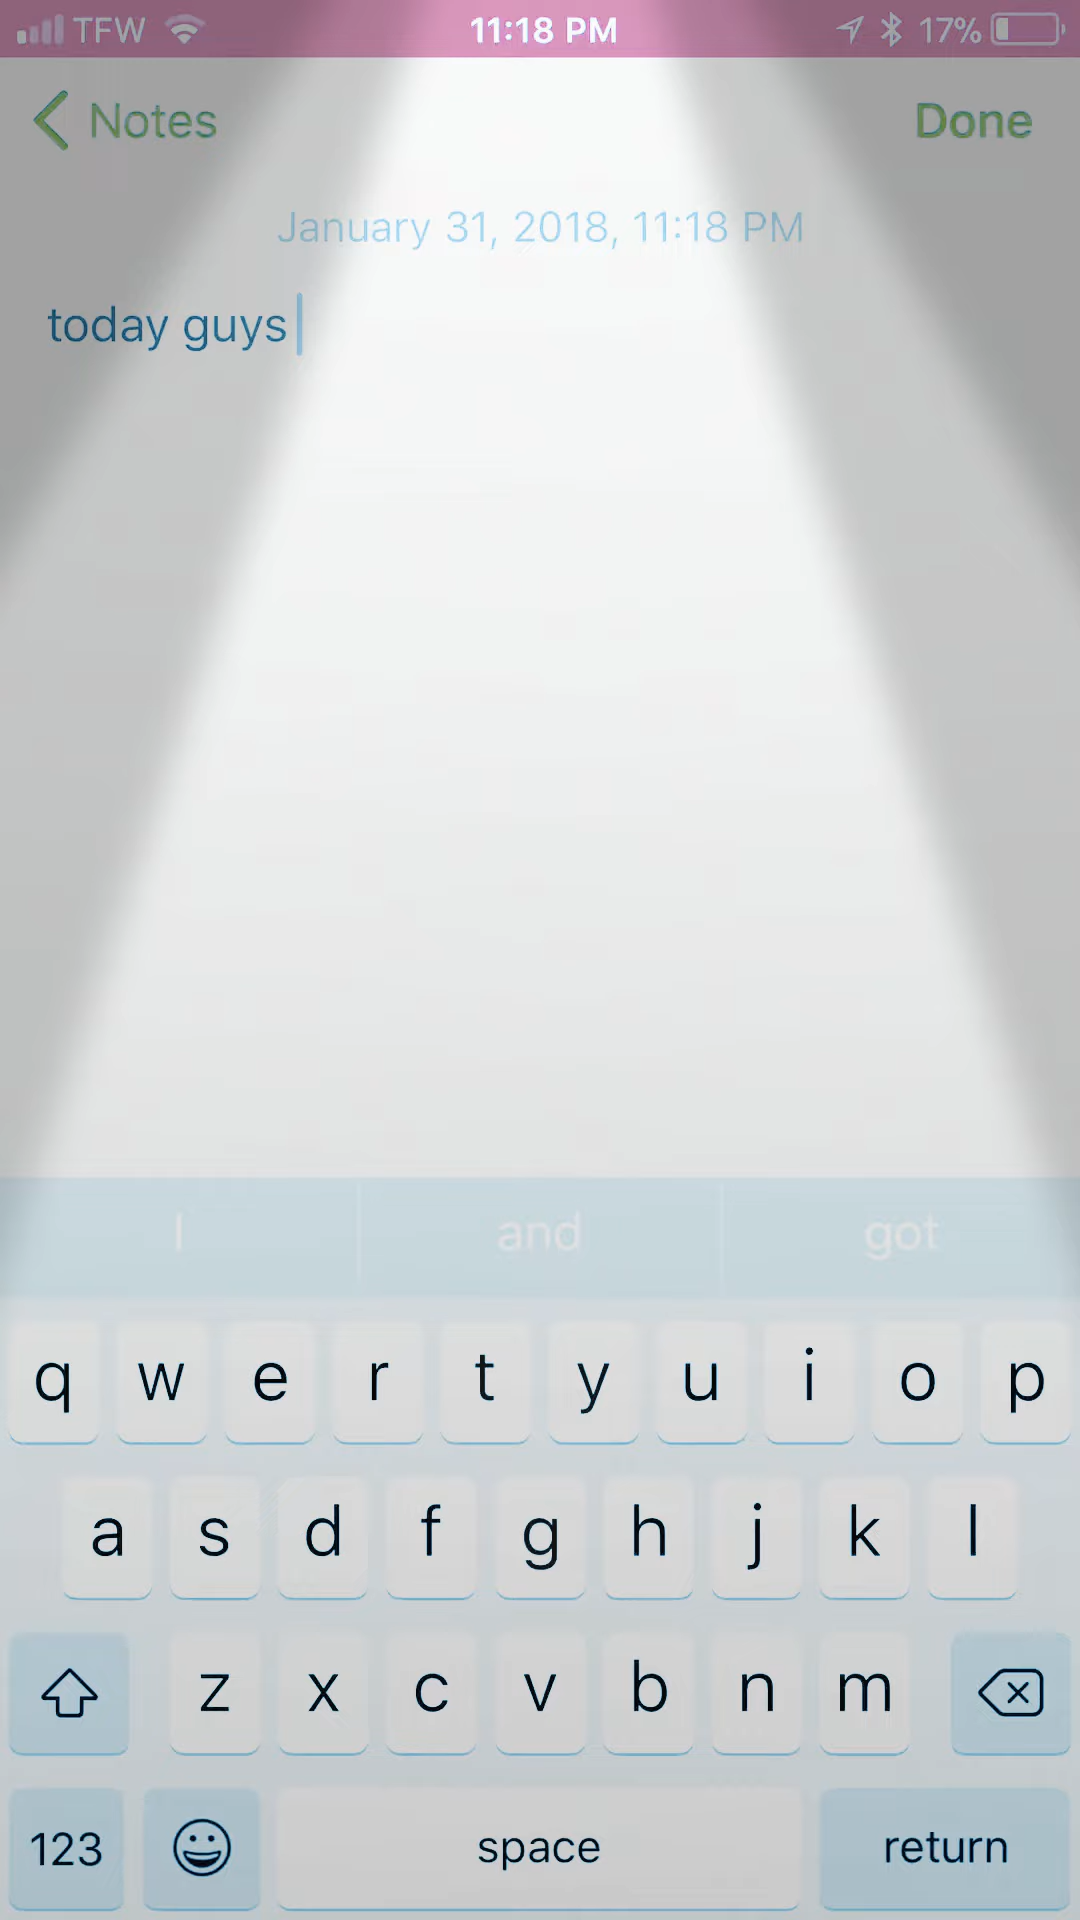 TFW 11:18 PM 17%
Notes Done
January 31, 2018, 11:18 PM
today guys
I and got
q w e r t y u i o p
a s d f g h j k l
z x c v b n m
123 space return